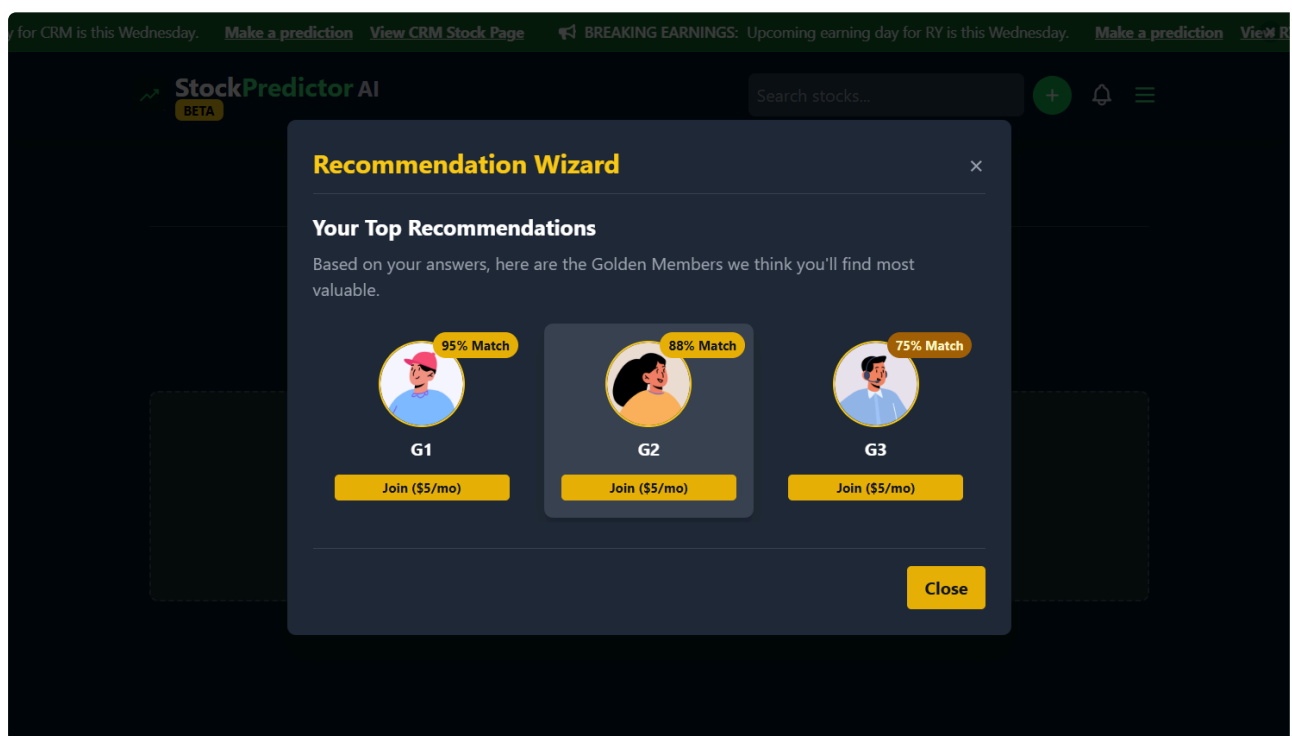 for CRM is this Wednesday. Make a prediction View CRM Stock Page BREAKING EARNINGS: Upcoming earning day for RY is this Wednesday. Make a prediction View R
StockPredictor AI
BETA
Search stocks...
Recommendation Wizard
Your Top Recommendations
Based on your answers, here are the Golden Members we think you'll find most
valuable.
95% Match
88% Match
75% Match
G1
G2
G3
Join ($5/mo)
Join ($5/mo)
Join ($5/mo)
Close